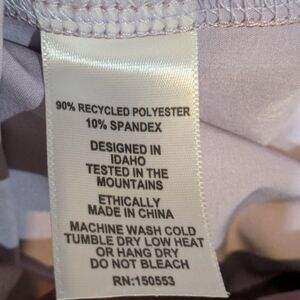 90% RECYCLED POLYESTER
10% SPANDEX
DESIGNED IN
IDAHO
TESTED IN THE
MOUNTAINS
ETHICALLY
MADE IN CHINA
MACHINE WASH COLD
TUMBLE DRY LOW HEAT
OR HANG DRY
DO NOT BLEACH
RN:150553